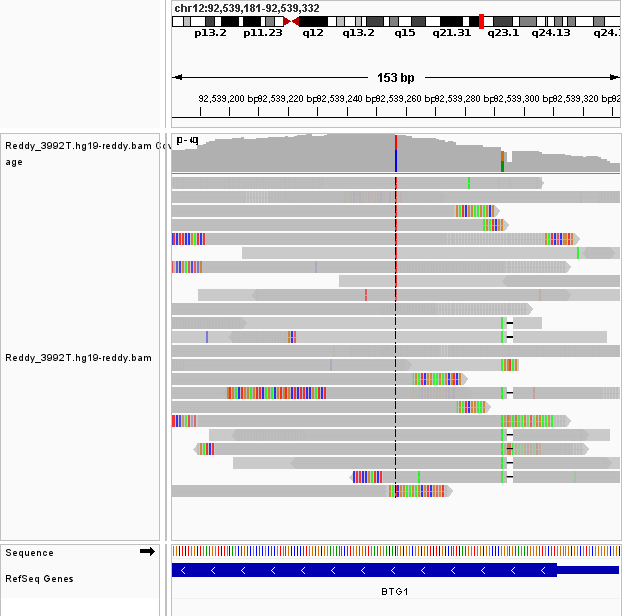 chr12:92,539,181-92,539,332
p13.2 p11.23 q12 q13.2 q15 q21.31 q23.1 q24.13 q24.
153 bp
92,539,200 bp 92,539,220 bp 92,539,240 bp 92,539,260 bp 92,539,280 bp 92,539,300 bp 92,539,320 bp
Reddy_3992T.hg19-reddy.bam Cov
age
Reddy_3992T.hg19-reddy.bam
Sequence
RefSeq Genes
BTG1